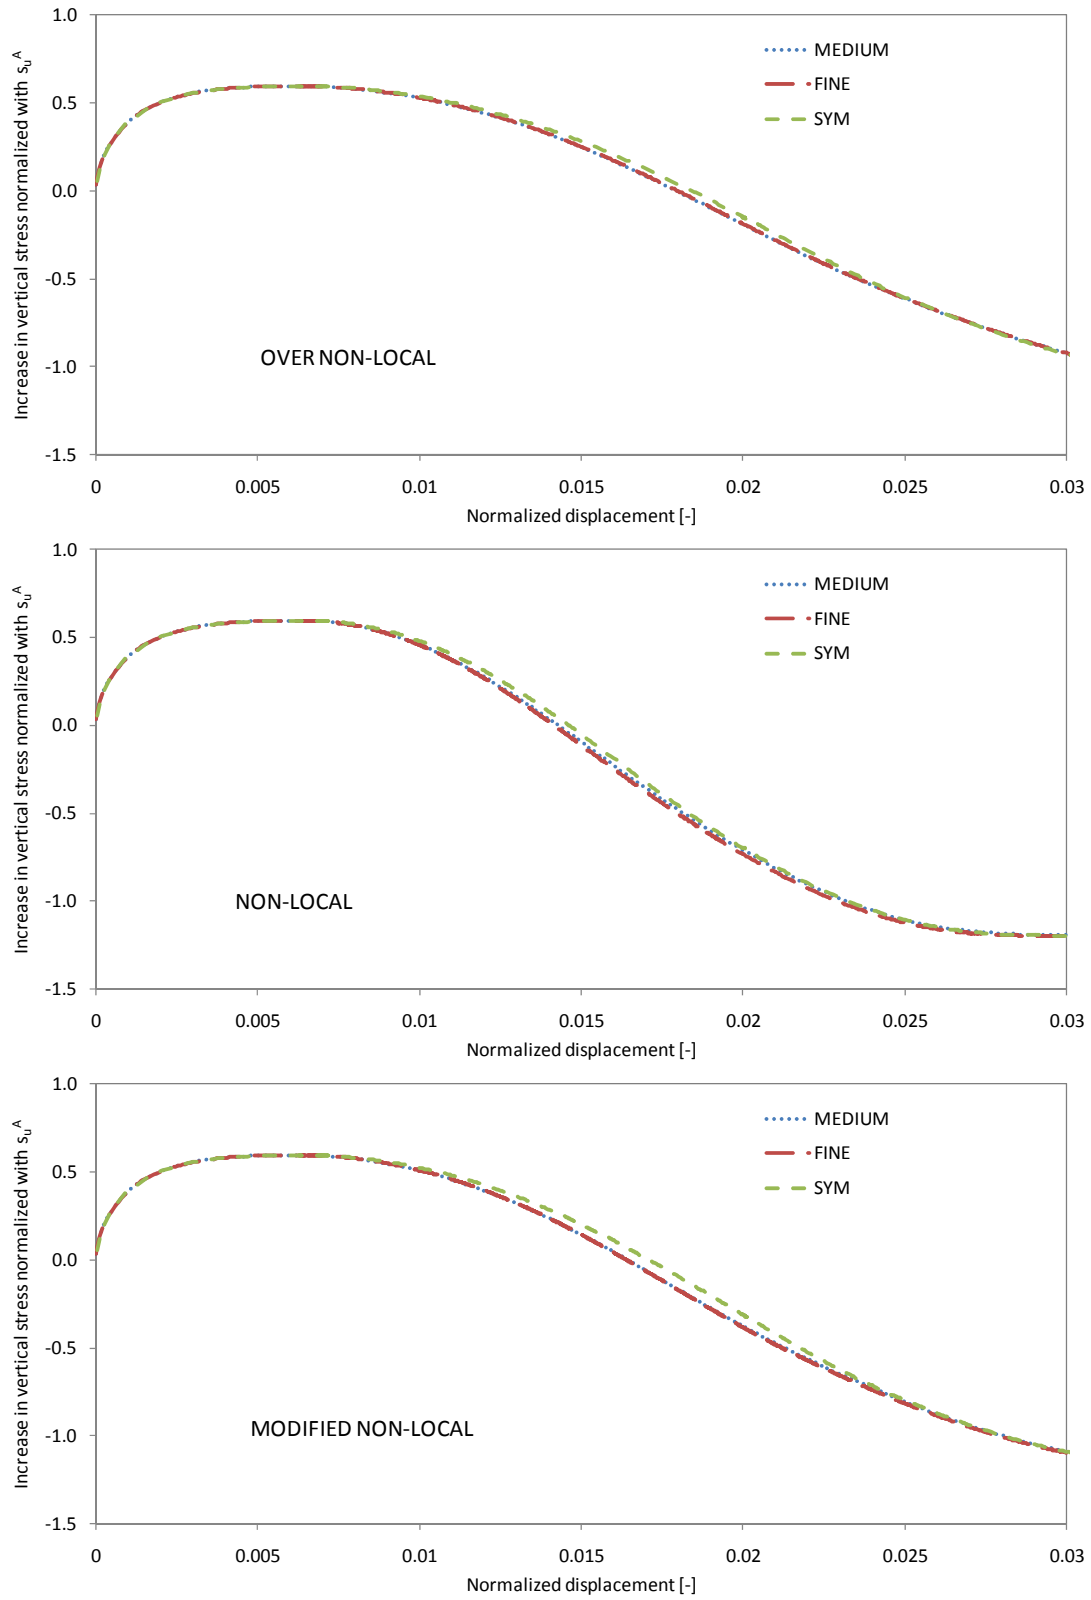 1.0
0.5
0.0
-0.5
-1.0
-1.5
Increase in vertical stress normalized with suA
MEDIUM
FINE
SYM
OVER NON-LOCAL
0 0.005 0.01 0.015 0.02 0.025 0.03
Normalized displacement [-]
1.0
0.5
0.0
-0.5
-1.0
-1.5
Increase in vertical stress normalized with suA
MEDIUM
FINE
SYM
NON-LOCAL
0 0.005 0.01 0.015 0.02 0.025 0.03
Normalized displacement [-]
1.0
0.5
0.0
-0.5
-1.0
-1.5
Increase in vertical stress normalized with suA
MEDIUM
FINE
SYM
MODIFIED NON-LOCAL
0 0.005 0.01 0.015 0.02 0.025 0.03
Normalized displacement [-]